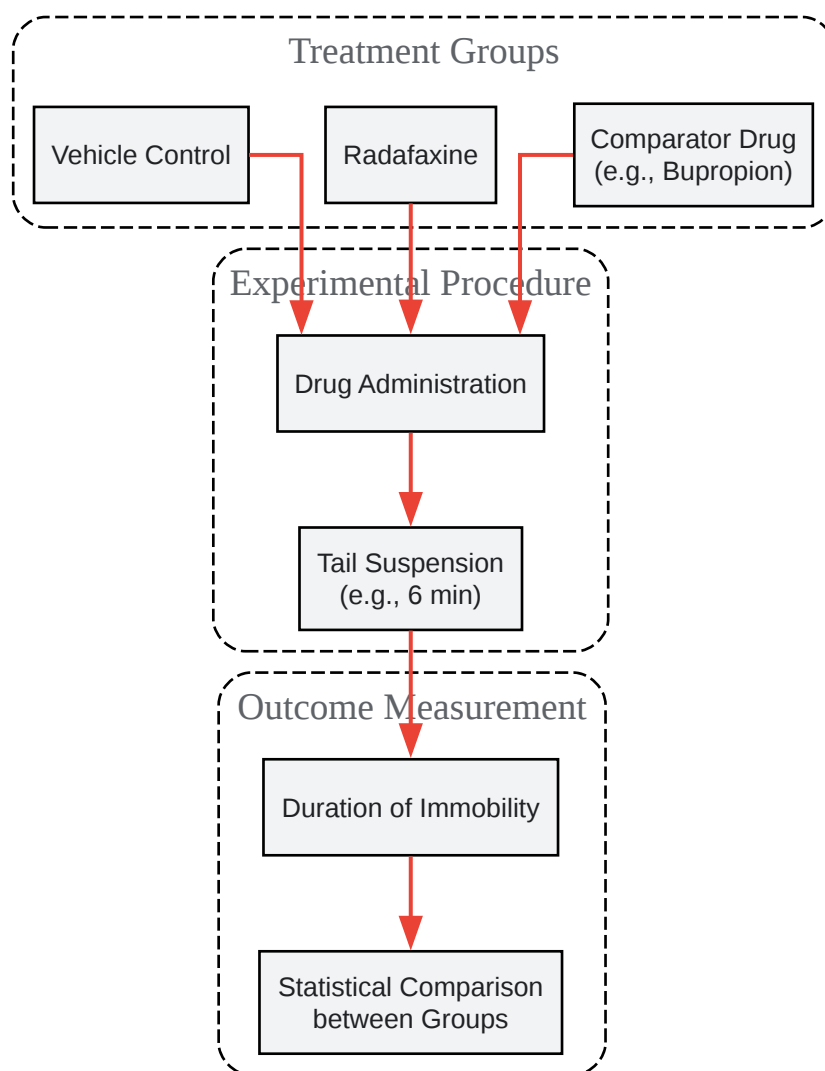 Treatment Groups
Vehicle Control
Radafaxine
Comparator Drug
(e.g., Bupropion)
Experimental Procedure
Drug Administration
Tail Suspension
(e.g., 6 min)
Outcome Measurement
Duration of Immobility
Statistical Comparison
between Groups